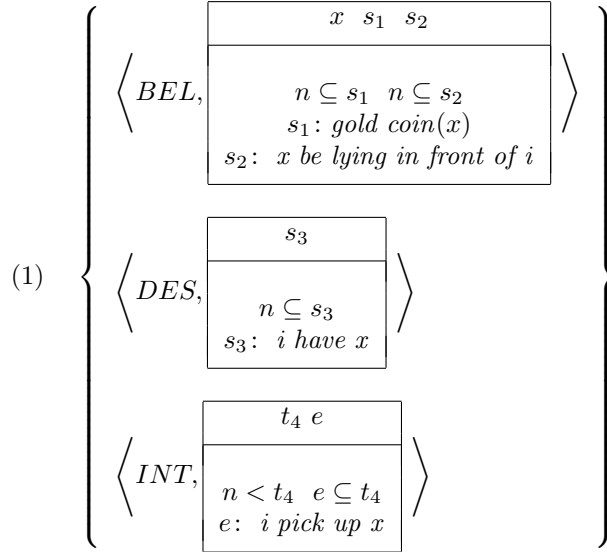 x s₁ s₂
⟨BEL,
n ⊆ s₁ n ⊆ s₂
s₁: gold coin(x)
s₂: x be lying in front of i
⟩
s₃
(1)
⟨DES,
n ⊆ s₃
s₃: i have x
⟩
t₄ e
⟨INT,
n < t₄ e ⊆ t₄
e: i pick up x
⟩